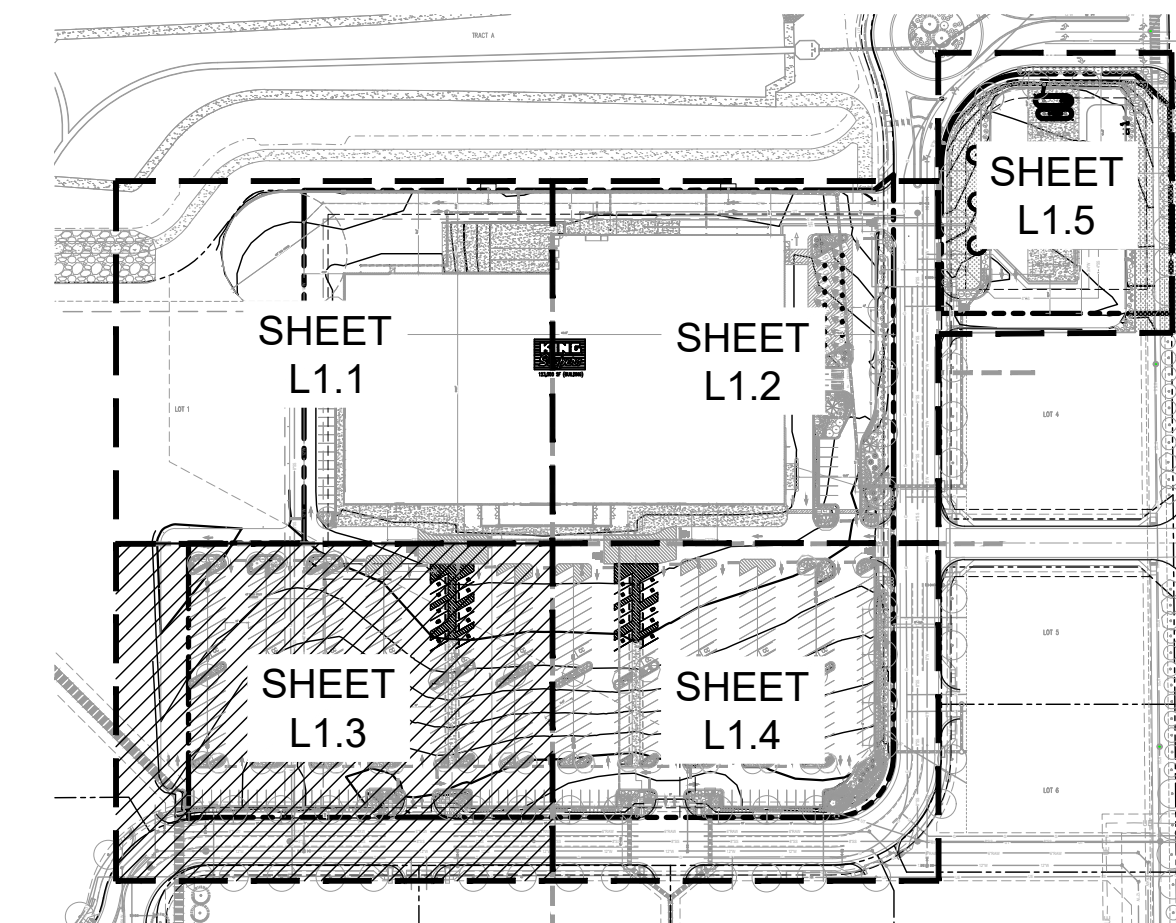 TRACT A
SHEET
L1.5
SHEET
L1.1
SHEET
L1.2
KING
LOT 1
LOT 4
LOT 5
SHEET
L1.3
SHEET
L1.4
LOT 6